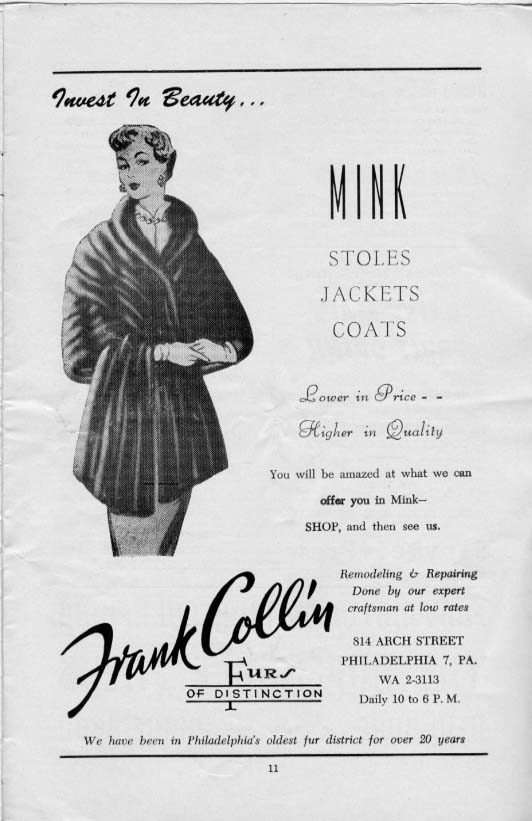 Invest In Beauty...
MINK
STOLES
JACKETS
COATS
Lower in Price - -
Higher in Quality
You will be amazed at what we can
offer you in Mink—
SHOP, and then see us.
Remodeling & Repairing
Done by our expert
craftsman at low rates
Frank Collin
FURS
OF DISTINCTION
814 ARCH STREET
PHILADELPHIA 7, PA.
WA 2-3113
Daily 10 to 6 P. M.
We have been in Philadelphia's oldest fur district for over 20 years
11